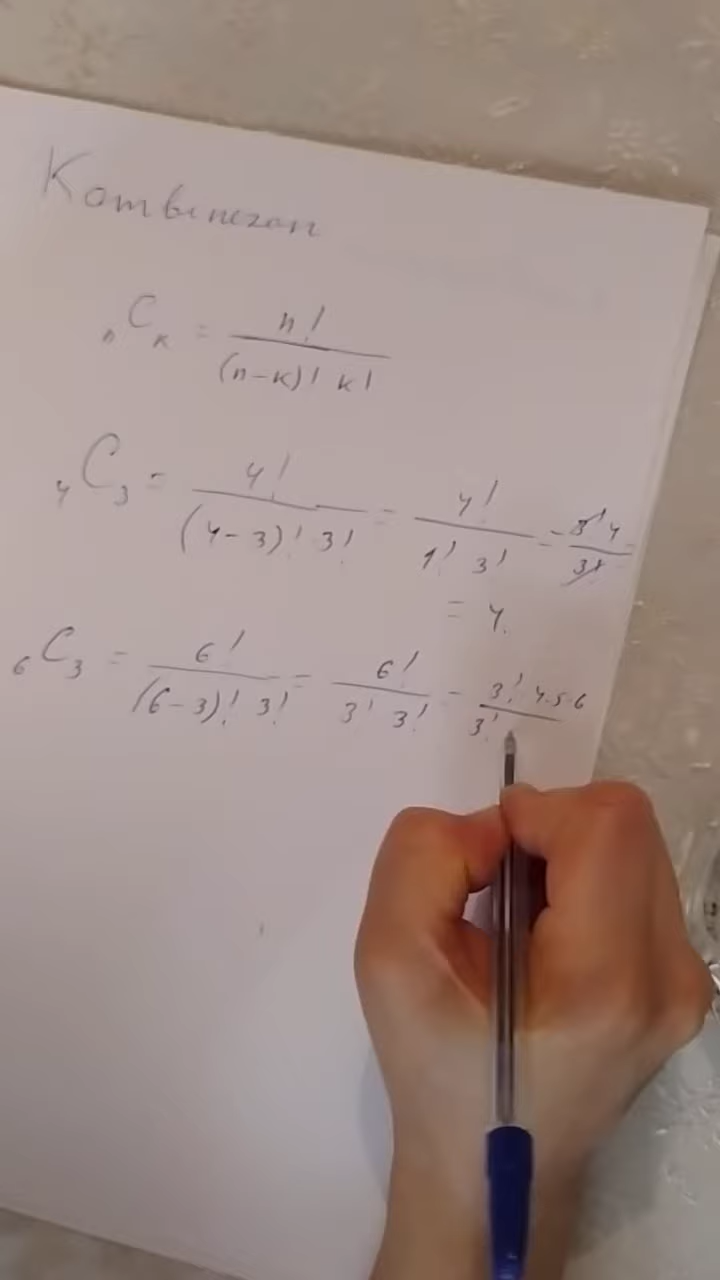 Kombinezon
nCk = n! / (n-k)! k!
4C3 = 4! / (4-3)! 3! = 4! / 1! 3! = 3! 4 / 3!
= 4.
6C3 = 6! / (6-3)! 3! = 6! / 3! 3! = 3! 4·5·6 / 3!